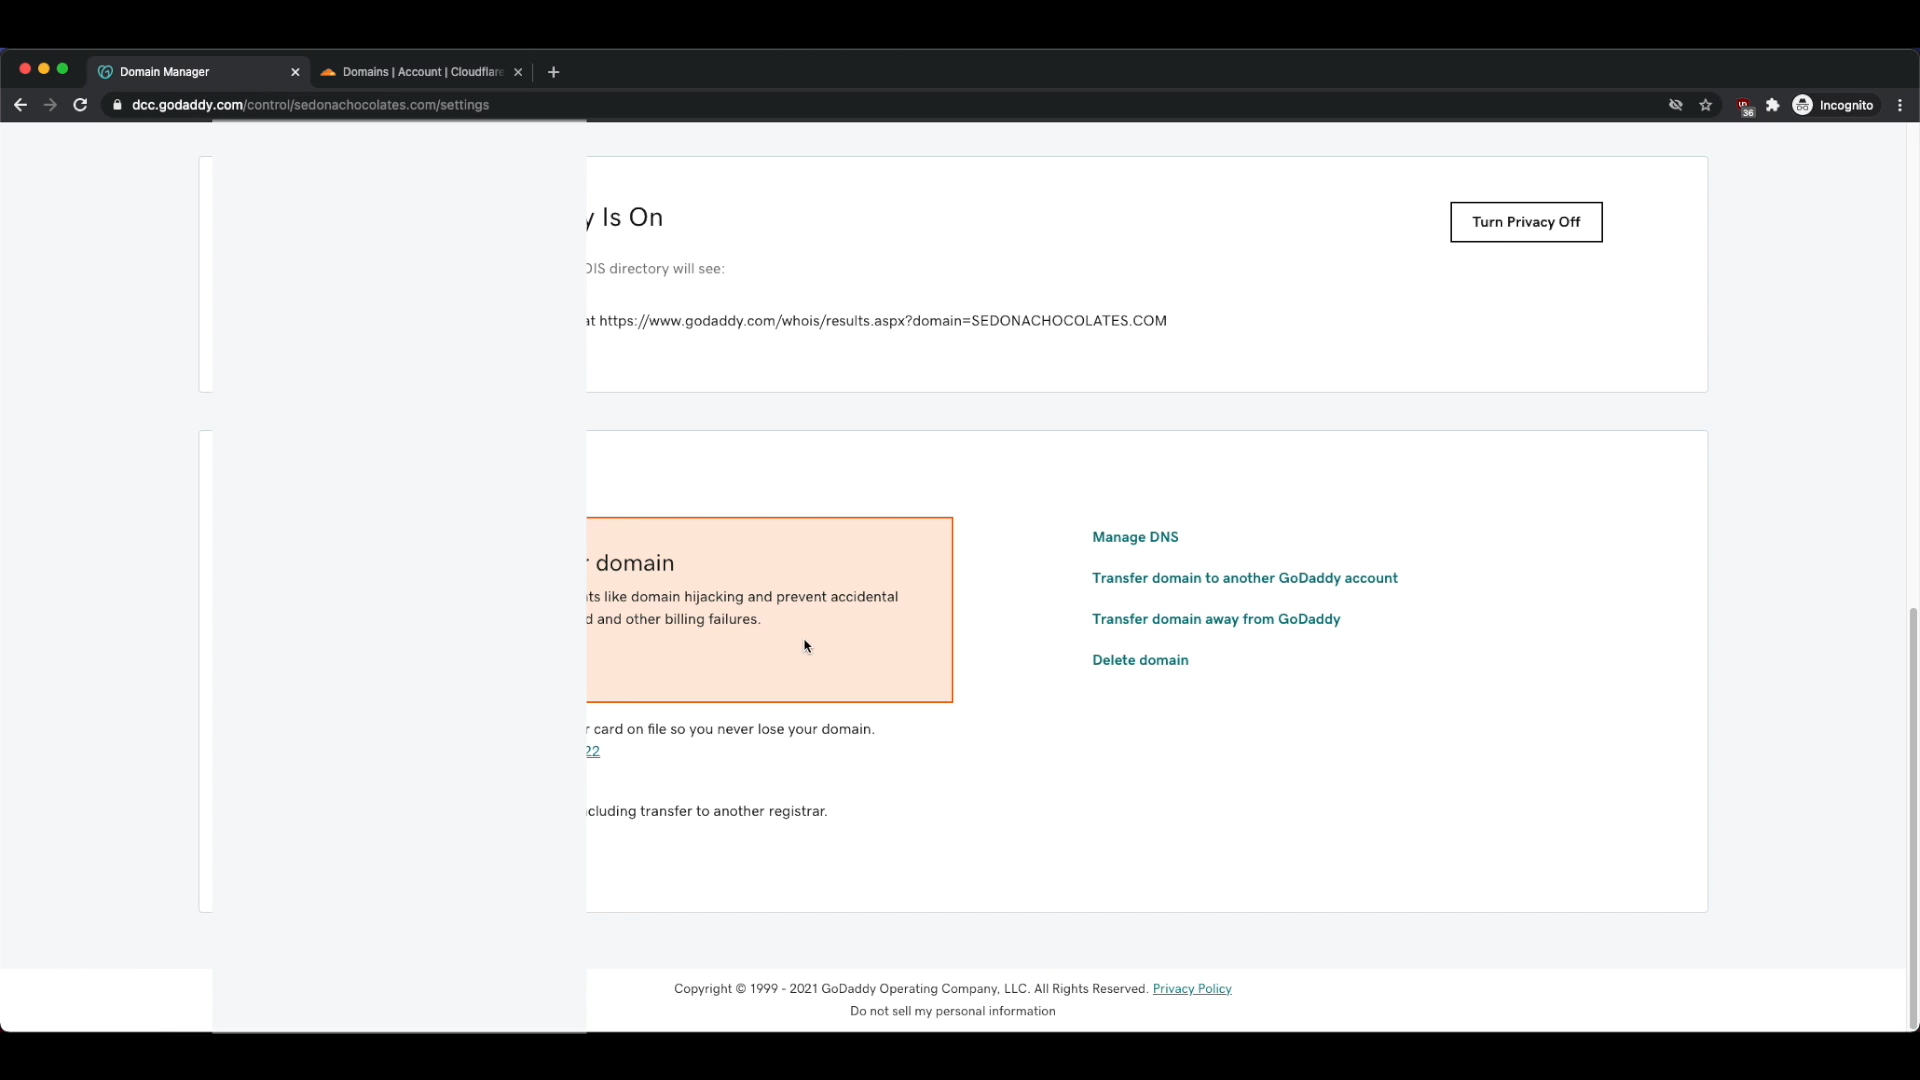 Domain Manager
Domains | Account | Cloudflare
dcc.godaddy.com/control/sedonachocolates.com/settings
36
Incognito
Is On
Turn Privacy Off
directory will see:
at https://www.godaddy.com/whois/results.aspx?domain=SEDONACHOCOLATES.COM
domain
like domain hijacking and prevent accidental
and other billing failures.
Manage DNS
Transfer domain to another GoDaddy account
Transfer domain away from GoDaddy
Delete domain
card on file so you never lose your domain.
22
cluding transfer to another registrar.
Copyright © 1999 - 2021 GoDaddy Operating Company, LLC. All Rights Reserved. Privacy Policy
Do not sell my personal information